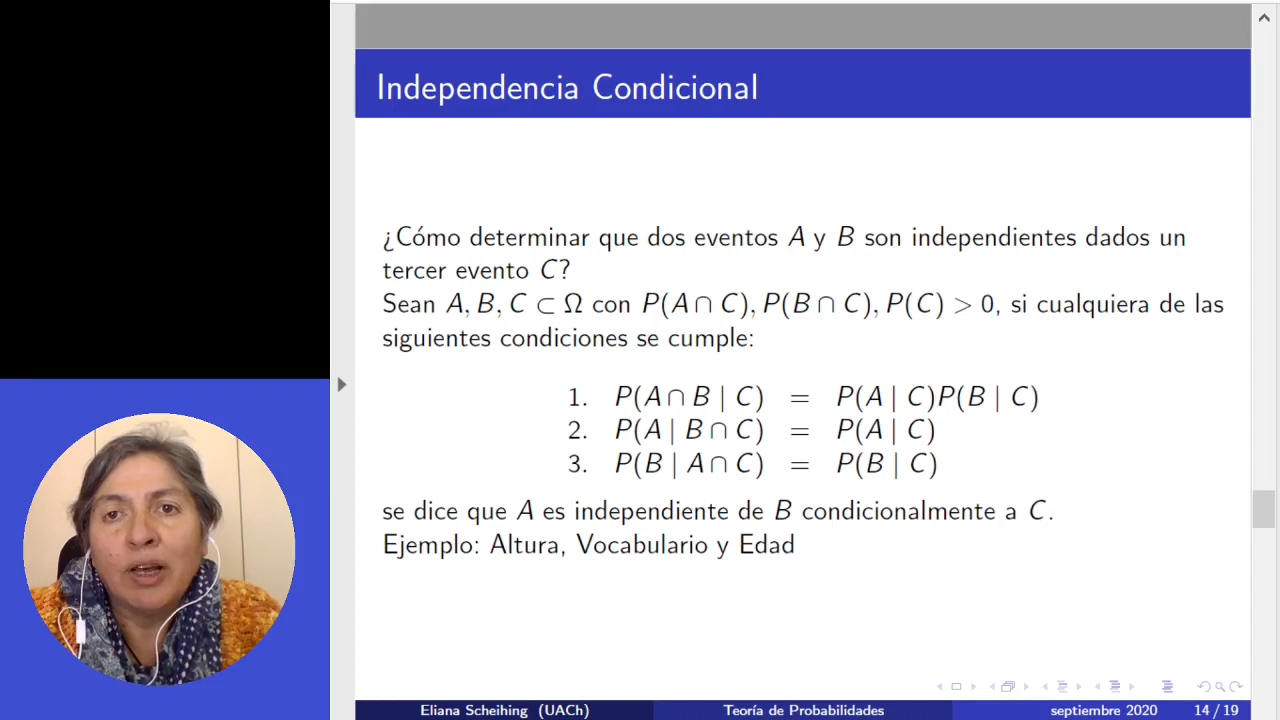 Independencia Condicional
¿Cómo determinar que dos eventos A y B son independientes dados un
tercer evento C?
Sean A, B, C ⊂ Ω con P(A ∩ C), P(B ∩ C), P(C) > 0, si cualquiera de las
siguientes condiciones se cumple:
1. P(A ∩ B | C) = P(A | C)P(B | C)
2. P(A | B ∩ C) = P(A | C)
3. P(B | A ∩ C) = P(B | C)
se dice que A es independiente de B condicionalmente a C.
Ejemplo: Altura, Vocabulario y Edad
Eliana Scheihing (UACh) Teoría de Probabilidades septiembre 2020 14 / 19